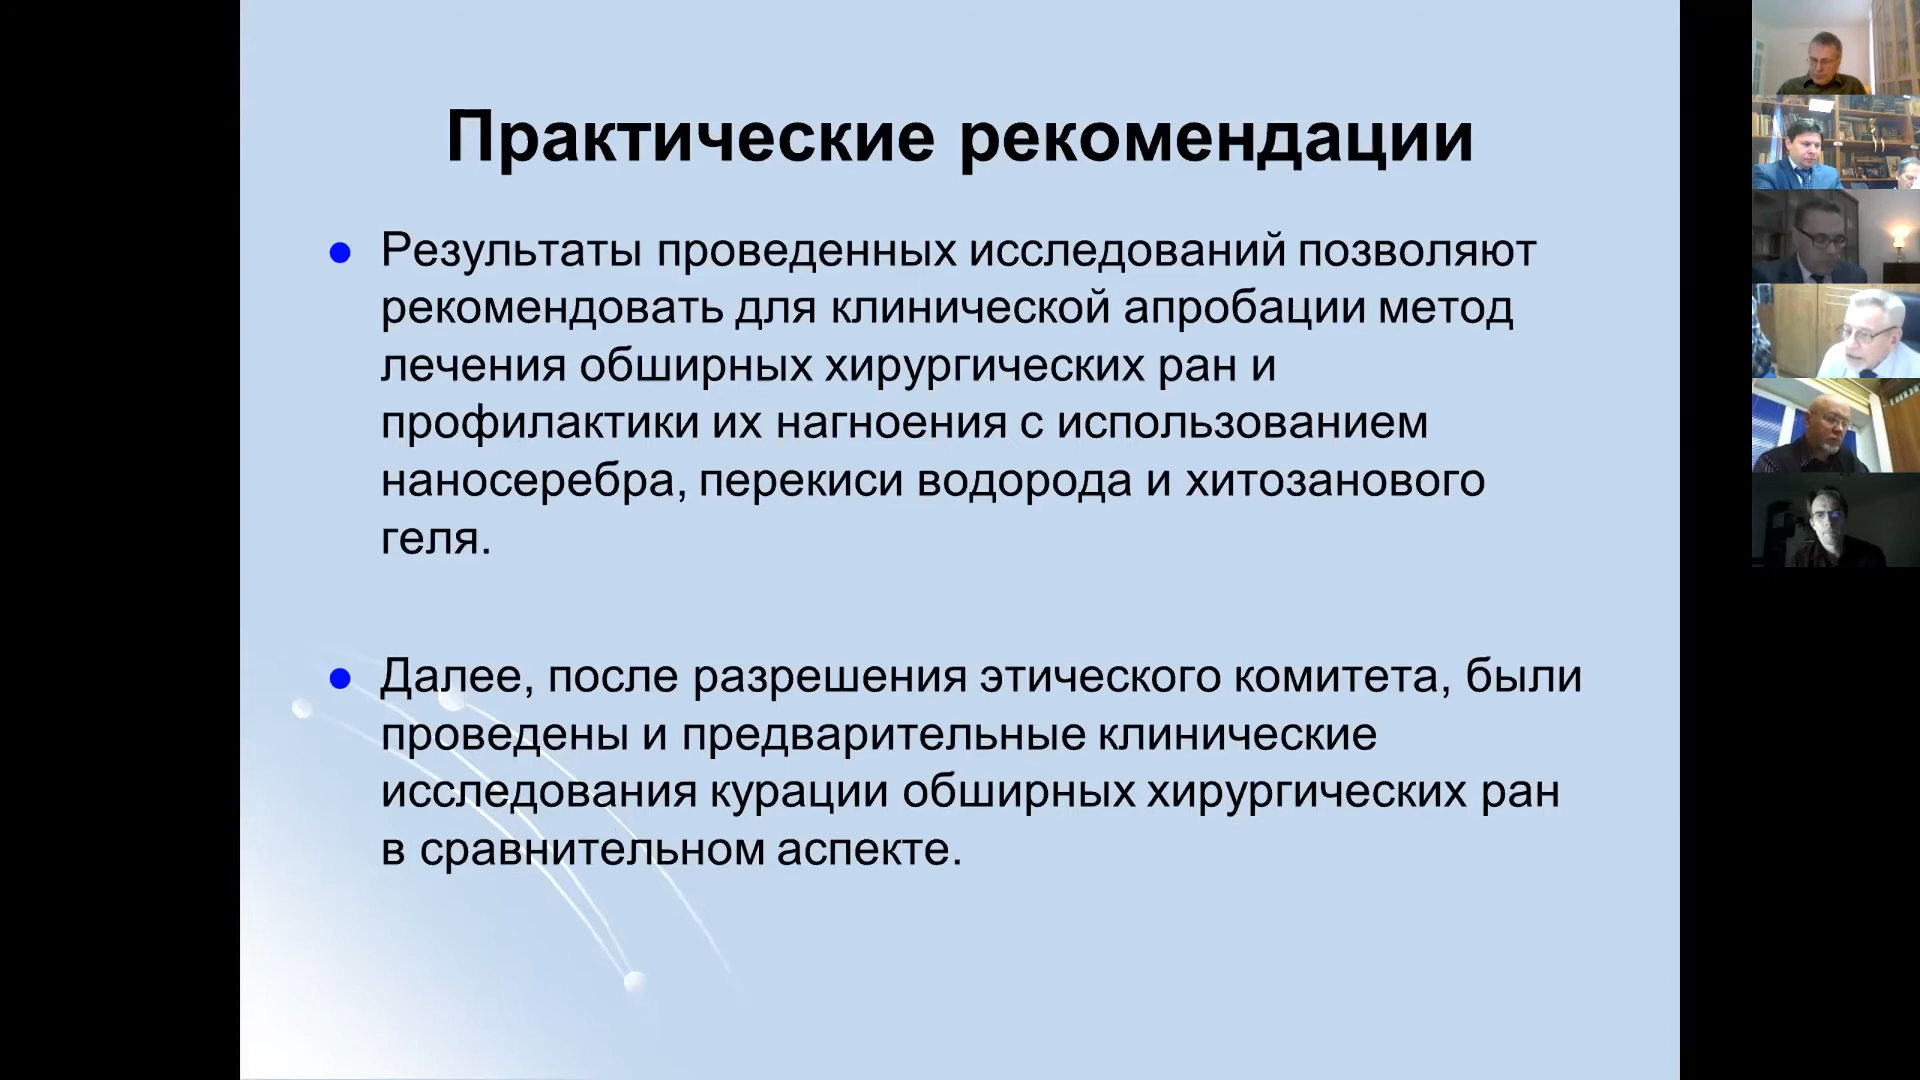 Практические рекомендации
Результаты проведенных исследований позволяют
рекомендовать для клинической апробации метод
лечения обширных хирургических ран и
профилактики их нагноения с использованием
наносеребра, перекиси водорода и хитозанового
геля.
Далее, после разрешения этического комитета, были
проведены и предварительные клинические
исследования курации обширных хирургических ран
в сравнительном аспекте.